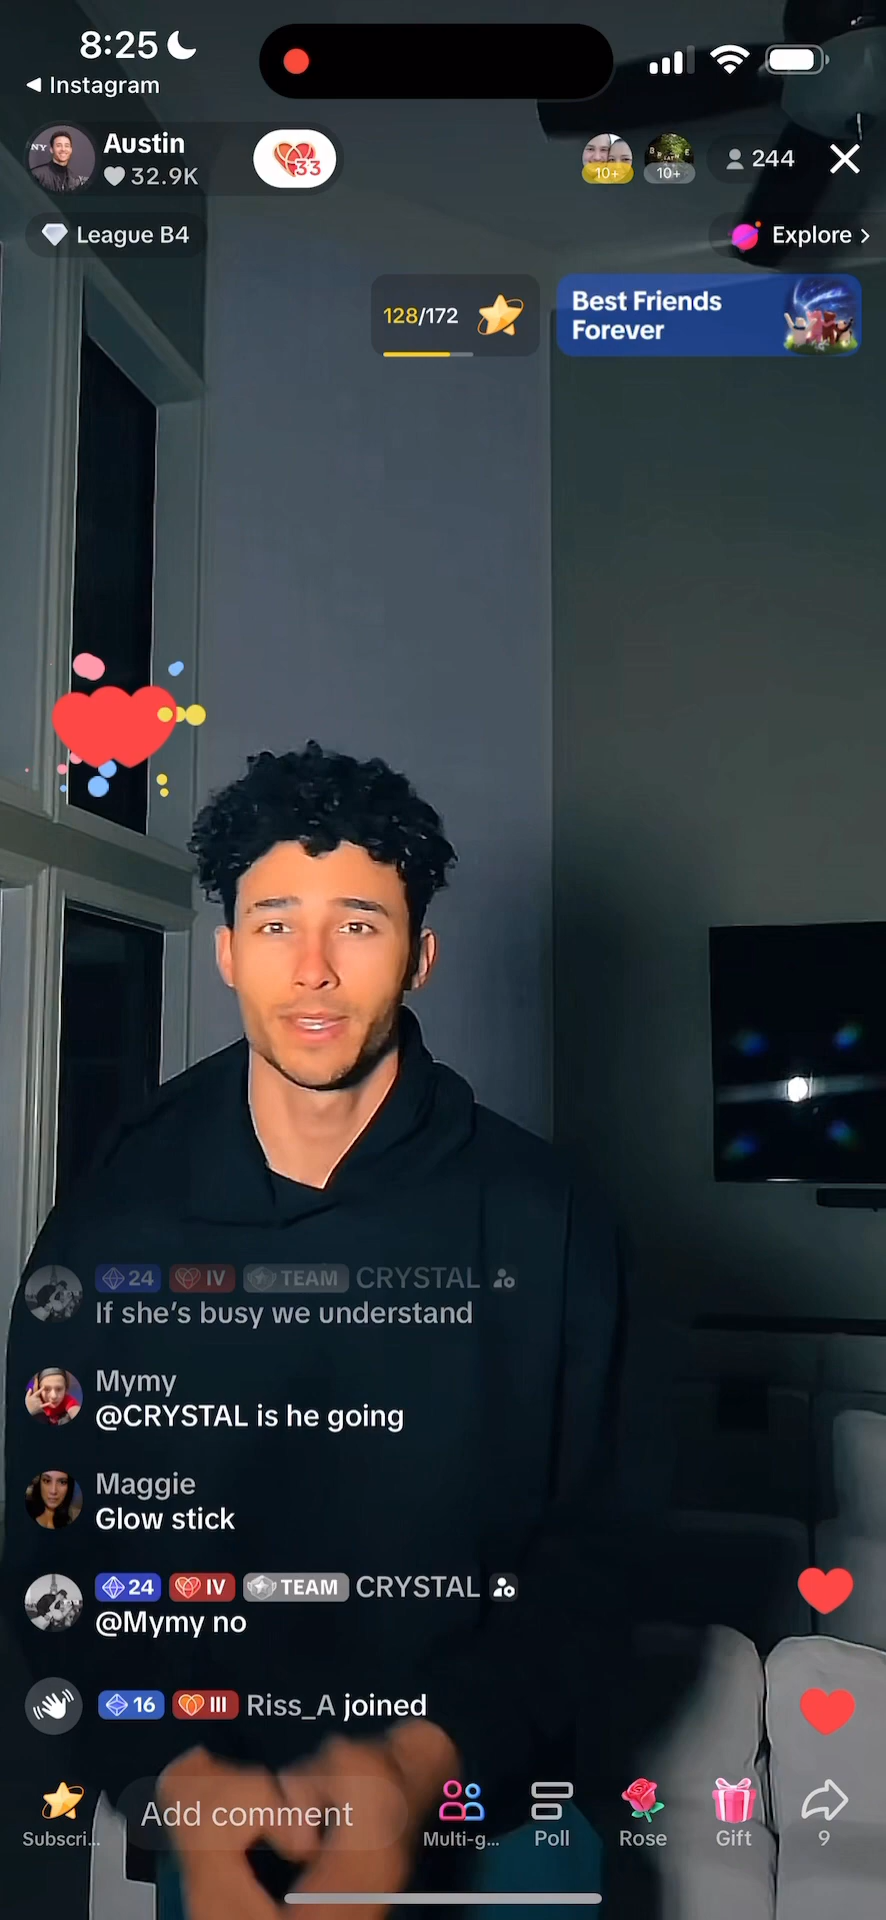 8:25
Instagram
NY
Austin
32.9K
33
10+
10+
244
League B4
Explore
128/172
Best Friends
Forever
24 IV TEAM CRYSTAL
If she’s busy we understand
Mymy
@CRYSTAL is he going
Maggie
Glow stick
24 IV TEAM CRYSTAL
@Mymy no
16 III Riss_A joined
Add comment
Subscri...
Multi-g...
Poll
Rose
Gift
9